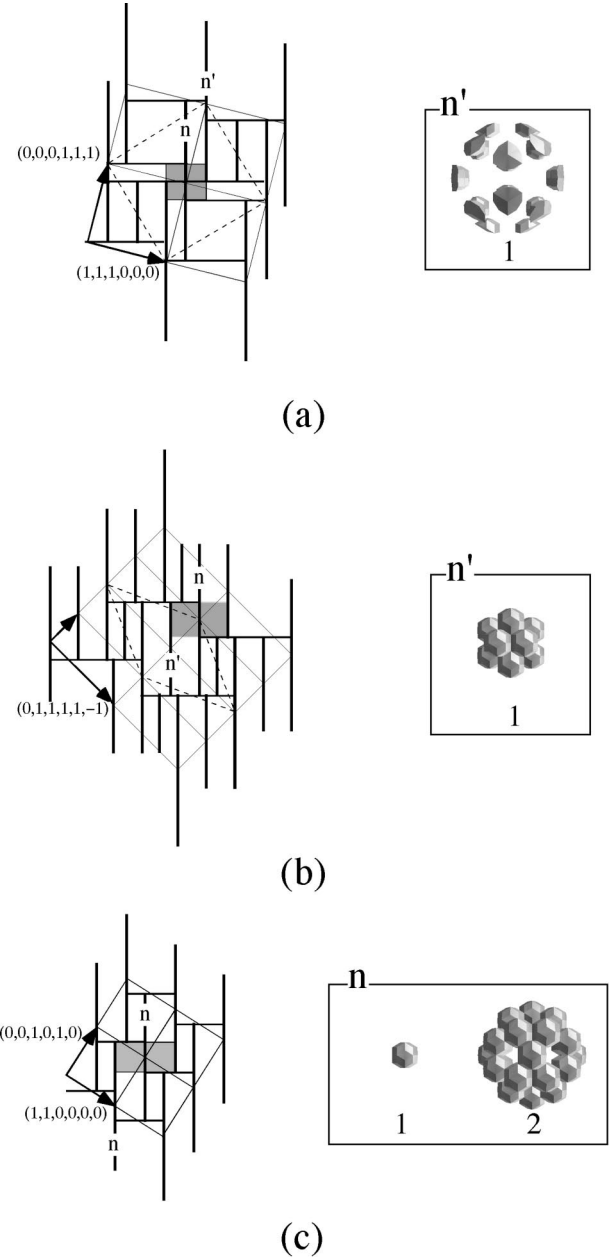 n'
n
(0,0,0,1,1,1)
(1,1,1,0,0,0)
n'
1
(a)
n
n'
(0,1,1,1,1,-1)
n'
1
(b)
n
(0,0,1,0,1,0)
(1,1,0,0,0,0)
n
n
1 2
(c)